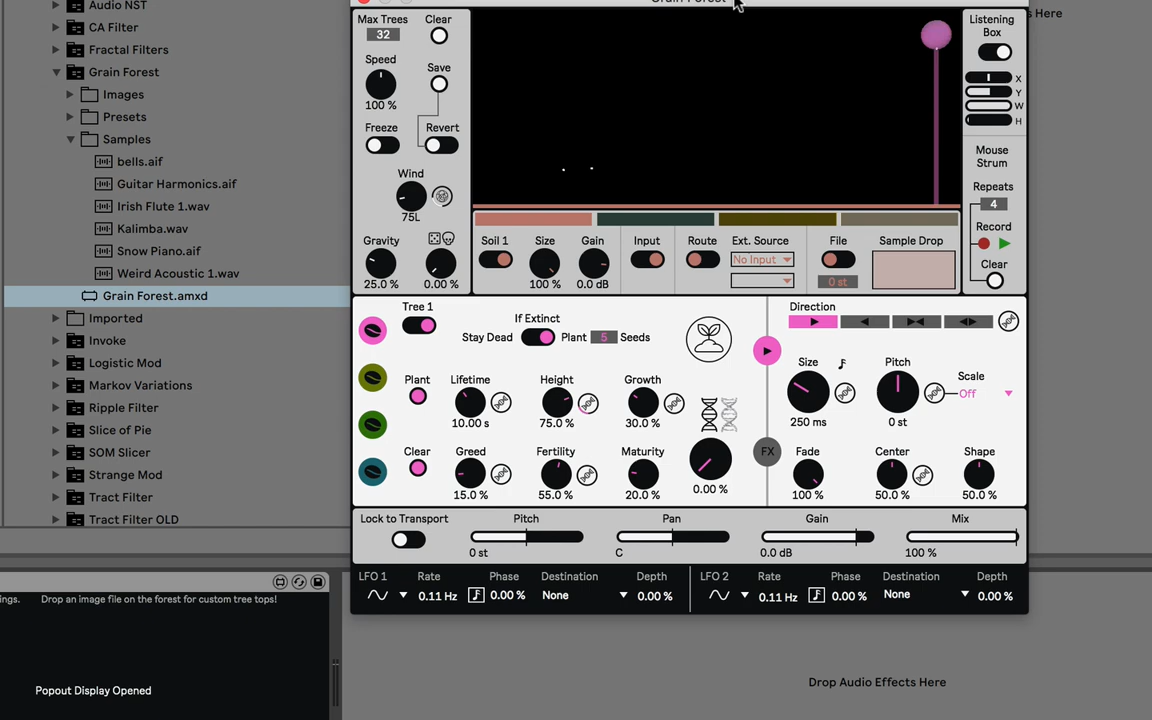 Audio NST
CA Filter
Fractal Filters
Grain Forest
Images
Presets
Samples
bells.aif
Guitar Harmonics.aif
Irish Flute 1.wav
Kalimba.wav
Snow Piano.aif
Weird Acoustic 1.wav
Grain Forest.amxd
Imported
Invoke
Logistic Mod
Markov Variations
Ripple Filter
Slice of Pie
SOM Slicer
Strange Mod
Tract Filter
Tract Filter OLD
Grain Forest
s Here
Max Trees
32
Clear
Speed
100 %
Save
Freeze
Revert
Wind
75L
Gravity
25.0 %
0.00 %
Listening
Box
X
Y
W
H
Mouse
Strum
Repeats
4
Record
Clear
Soil 1
Size
100 %
Gain
0.0 dB
Input
Route
Ext. Source
No Input
File
0 st
Sample Drop
Tree 1
If Extinct
Stay Dead
Plant
5
Seeds
Plant
Lifetime
10.00 s
Height
75.0 %
Growth
30.0 %
Clear
Greed
15.0 %
Fertility
55.0 %
Maturity
20.0 %
0.00 %
FX
Direction
Size
250 ms
Pitch
0 st
Scale
Off
Fade
100 %
Center
50.0 %
Shape
50.0 %
Lock to Transport
Pitch
0 st
Pan
C
Gain
0.0 dB
Mix
100 %
LFO 1
Rate
0.11 Hz
Phase
0.00 %
Destination
None
Depth
0.00 %
LFO 2
Rate
0.11 Hz
Phase
0.00 %
Destination
None
Depth
0.00 %
ngs. Drop an image file on the forest for custom tree tops!
Popout Display Opened
Drop Audio Effects Here